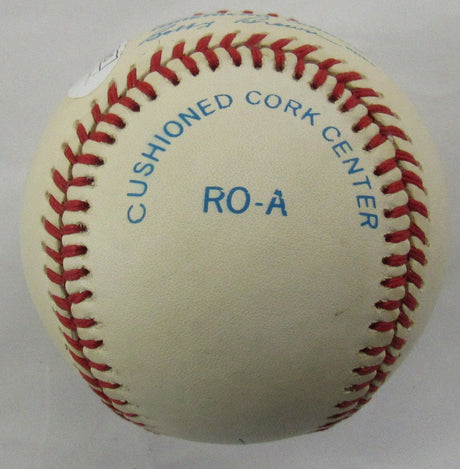 CUSHIONED CORK CENTER
RO-A